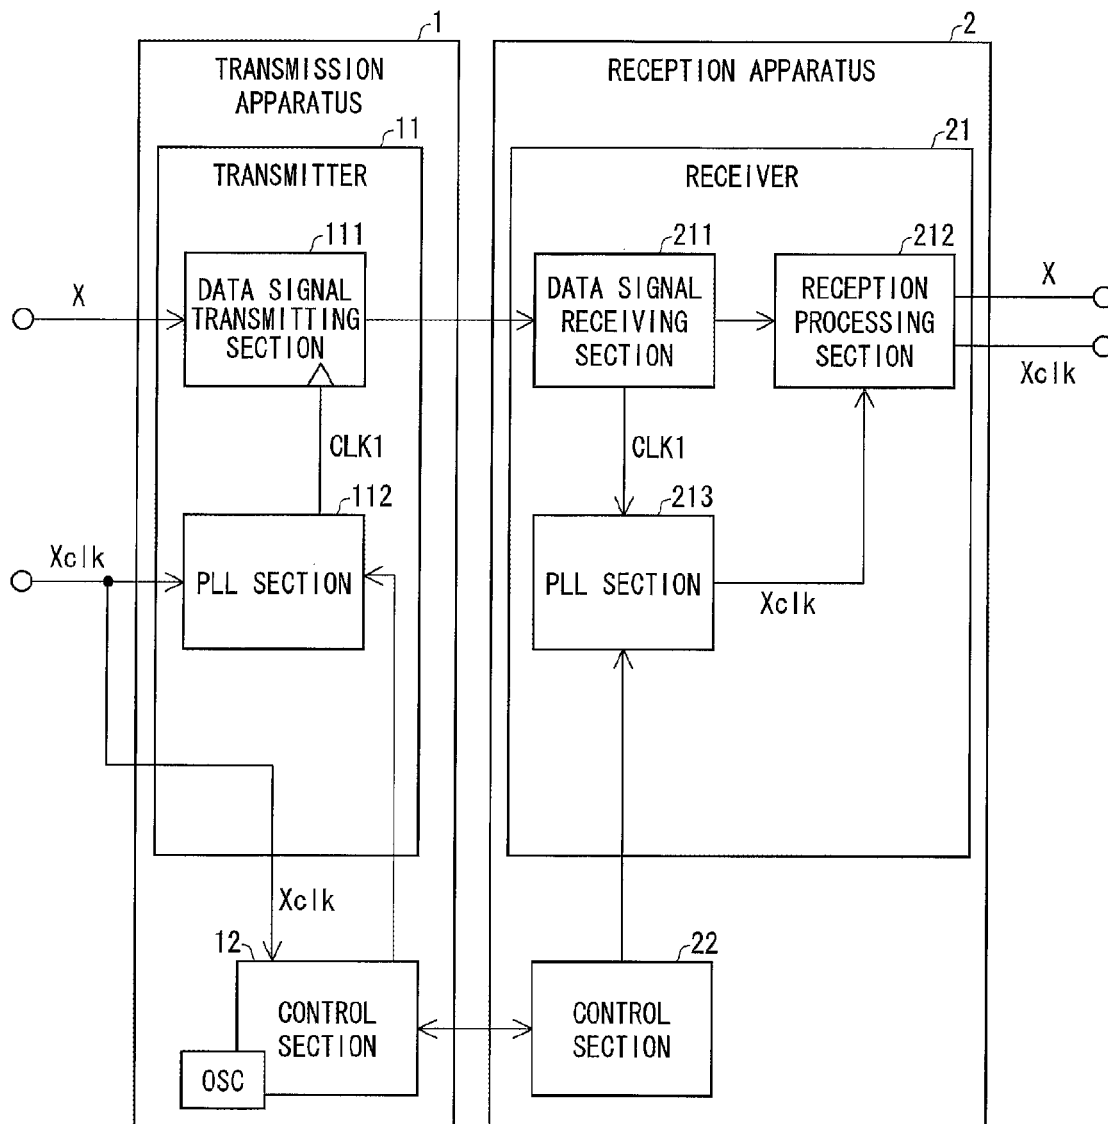 1
2
TRANSMISSION
APPARATUS
RECEPTION APPARATUS
11
21
TRANSMITTER
RECEIVER
111
211
212
X
DATA SIGNAL
TRANSMITTING
SECTION
DATA SIGNAL
RECEIVING
SECTION
RECEPTION
PROCESSING
SECTION
X
Xclk
CLK1
CLK1
112
213
Xclk
PLL SECTION
PLL SECTION
Xclk
Xclk
12
22
CONTROL
SECTION
CONTROL
SECTION
OSC